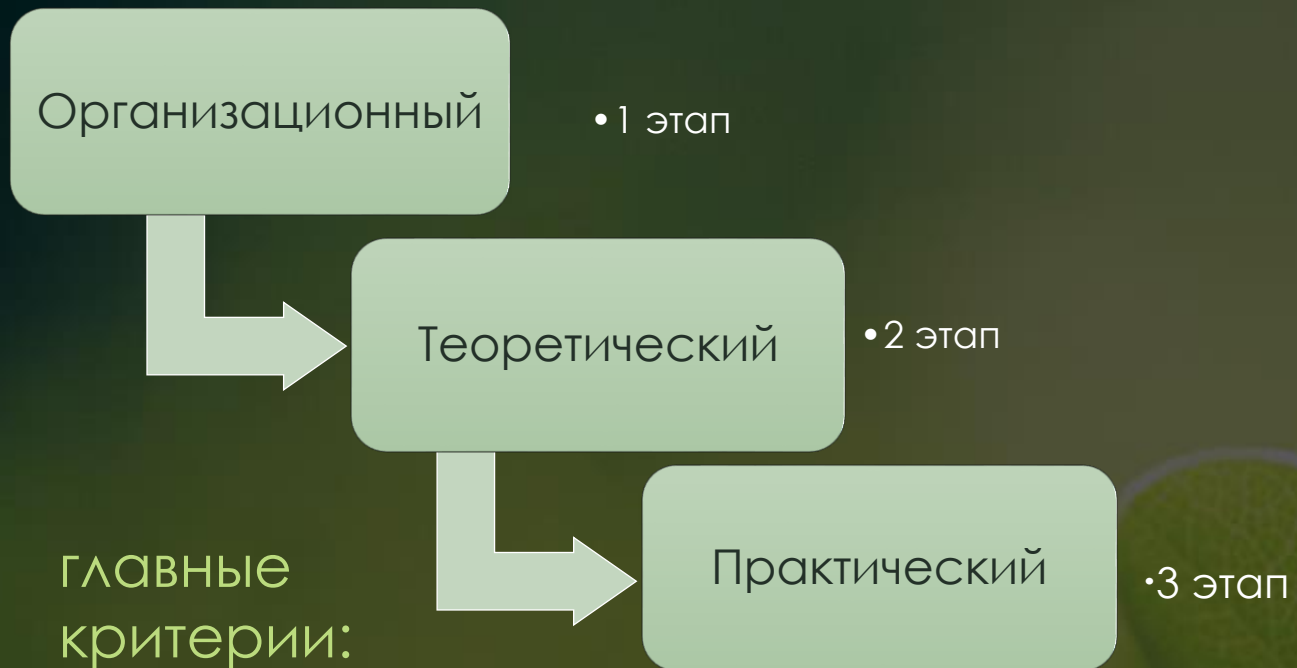 Организационный
•1 этап
Теоретический
•2 этап
Практический
•3 этап
главные
критерии: